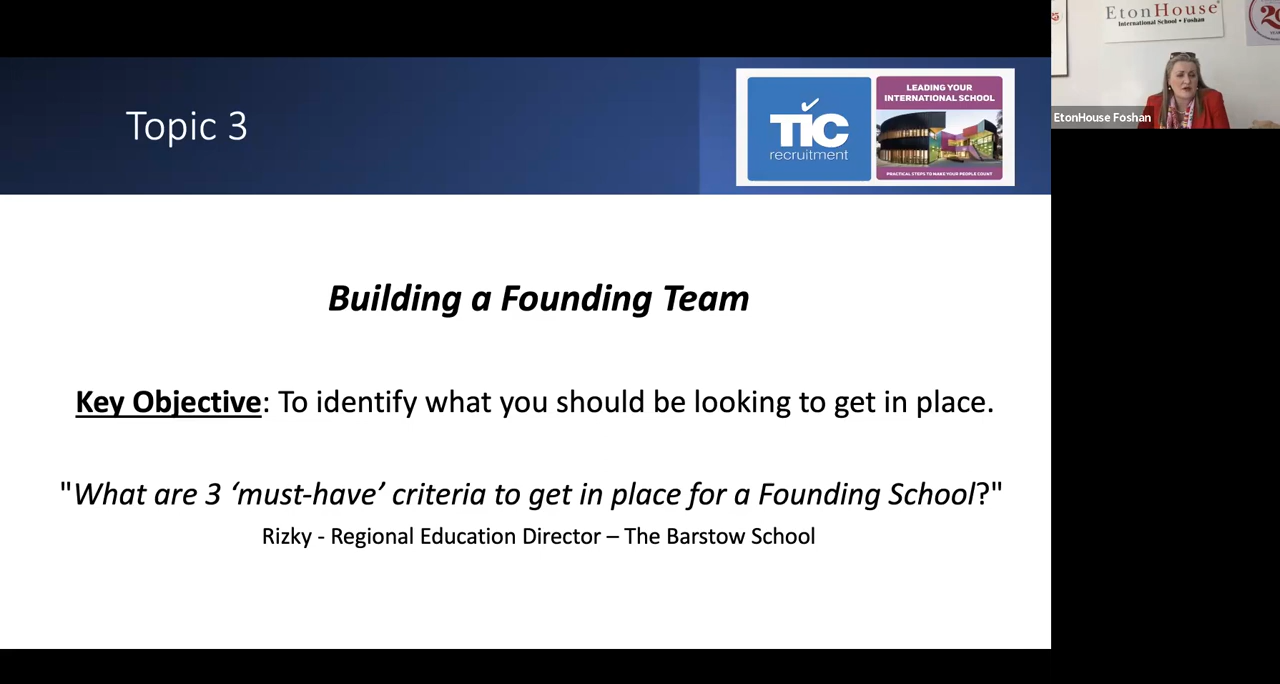 Topic 3
TIC
recruitment
LEADING YOUR
INTERNATIONAL SCHOOL
PRACTICAL STEPS TO MAKE YOUR PEOPLE COUNT
Building a Founding Team
Key Objective: To identify what you should be looking to get in place.
"What are 3 ‘must-have’ criteria to get in place for a Founding School?"
Rizky - Regional Education Director – The Barstow School
EtonHouse
International School • Foshan
EtonHouse Foshan